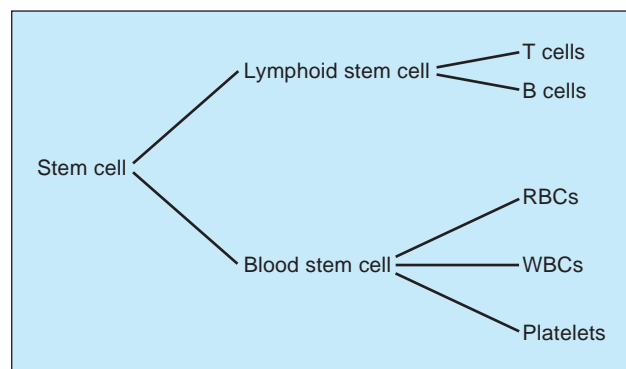 Stem cell
Lymphoid stem cell
T cells
B cells
Blood stem cell
RBCs
WBCs
Platelets